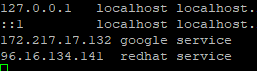 127.0.0.1   localhost localhost.
::1         localhost localhost.
172.217.17.132 google service
96.16.134.141  redhat service